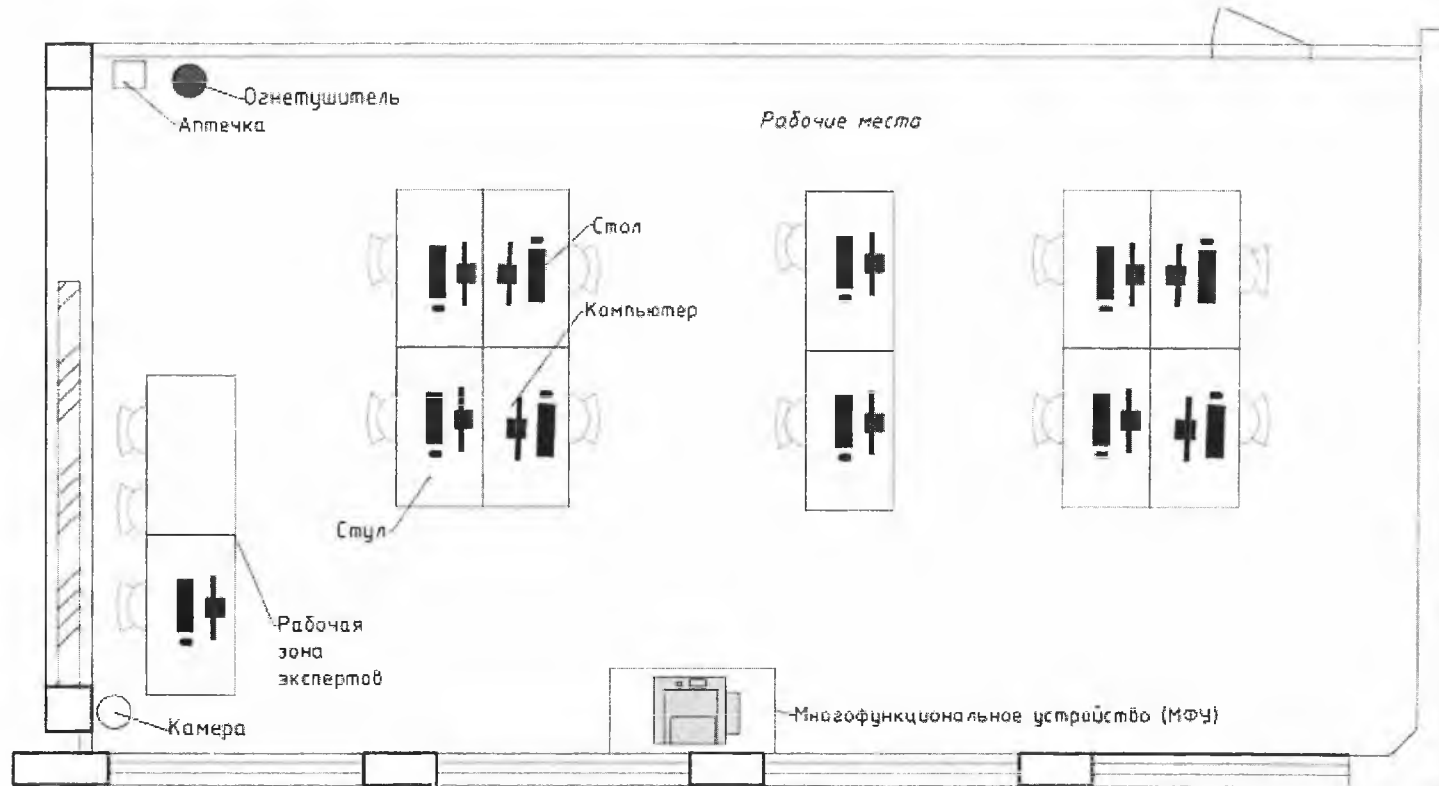 Огнетушитель
Аптечка
Рабочие места
Стол
Компьютер
Стул
Рабочая
зона
экспертов
Камера
Многофункциональное устройство (МФУ)